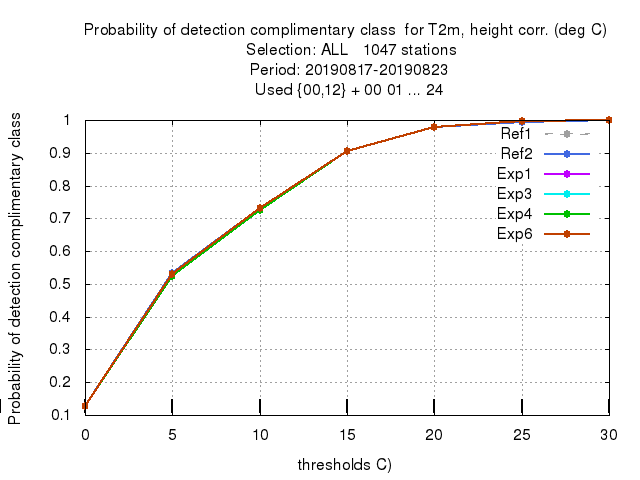 Probability of detection complimentary class  for T2m, height corr. (deg C)
Selection: ALL   1047 stations
Period: 20190817-20190823
Used {00,12} + 00 01 ... 24
Probability of detection complimentary class
1
0.9
0.8
0.7
0.6
0.5
0.4
0.3
0.2
0.1
Ref1
Ref2
Exp1
Exp3
Exp4
Exp6
0 5 10 15 20 25 30
thresholds C)